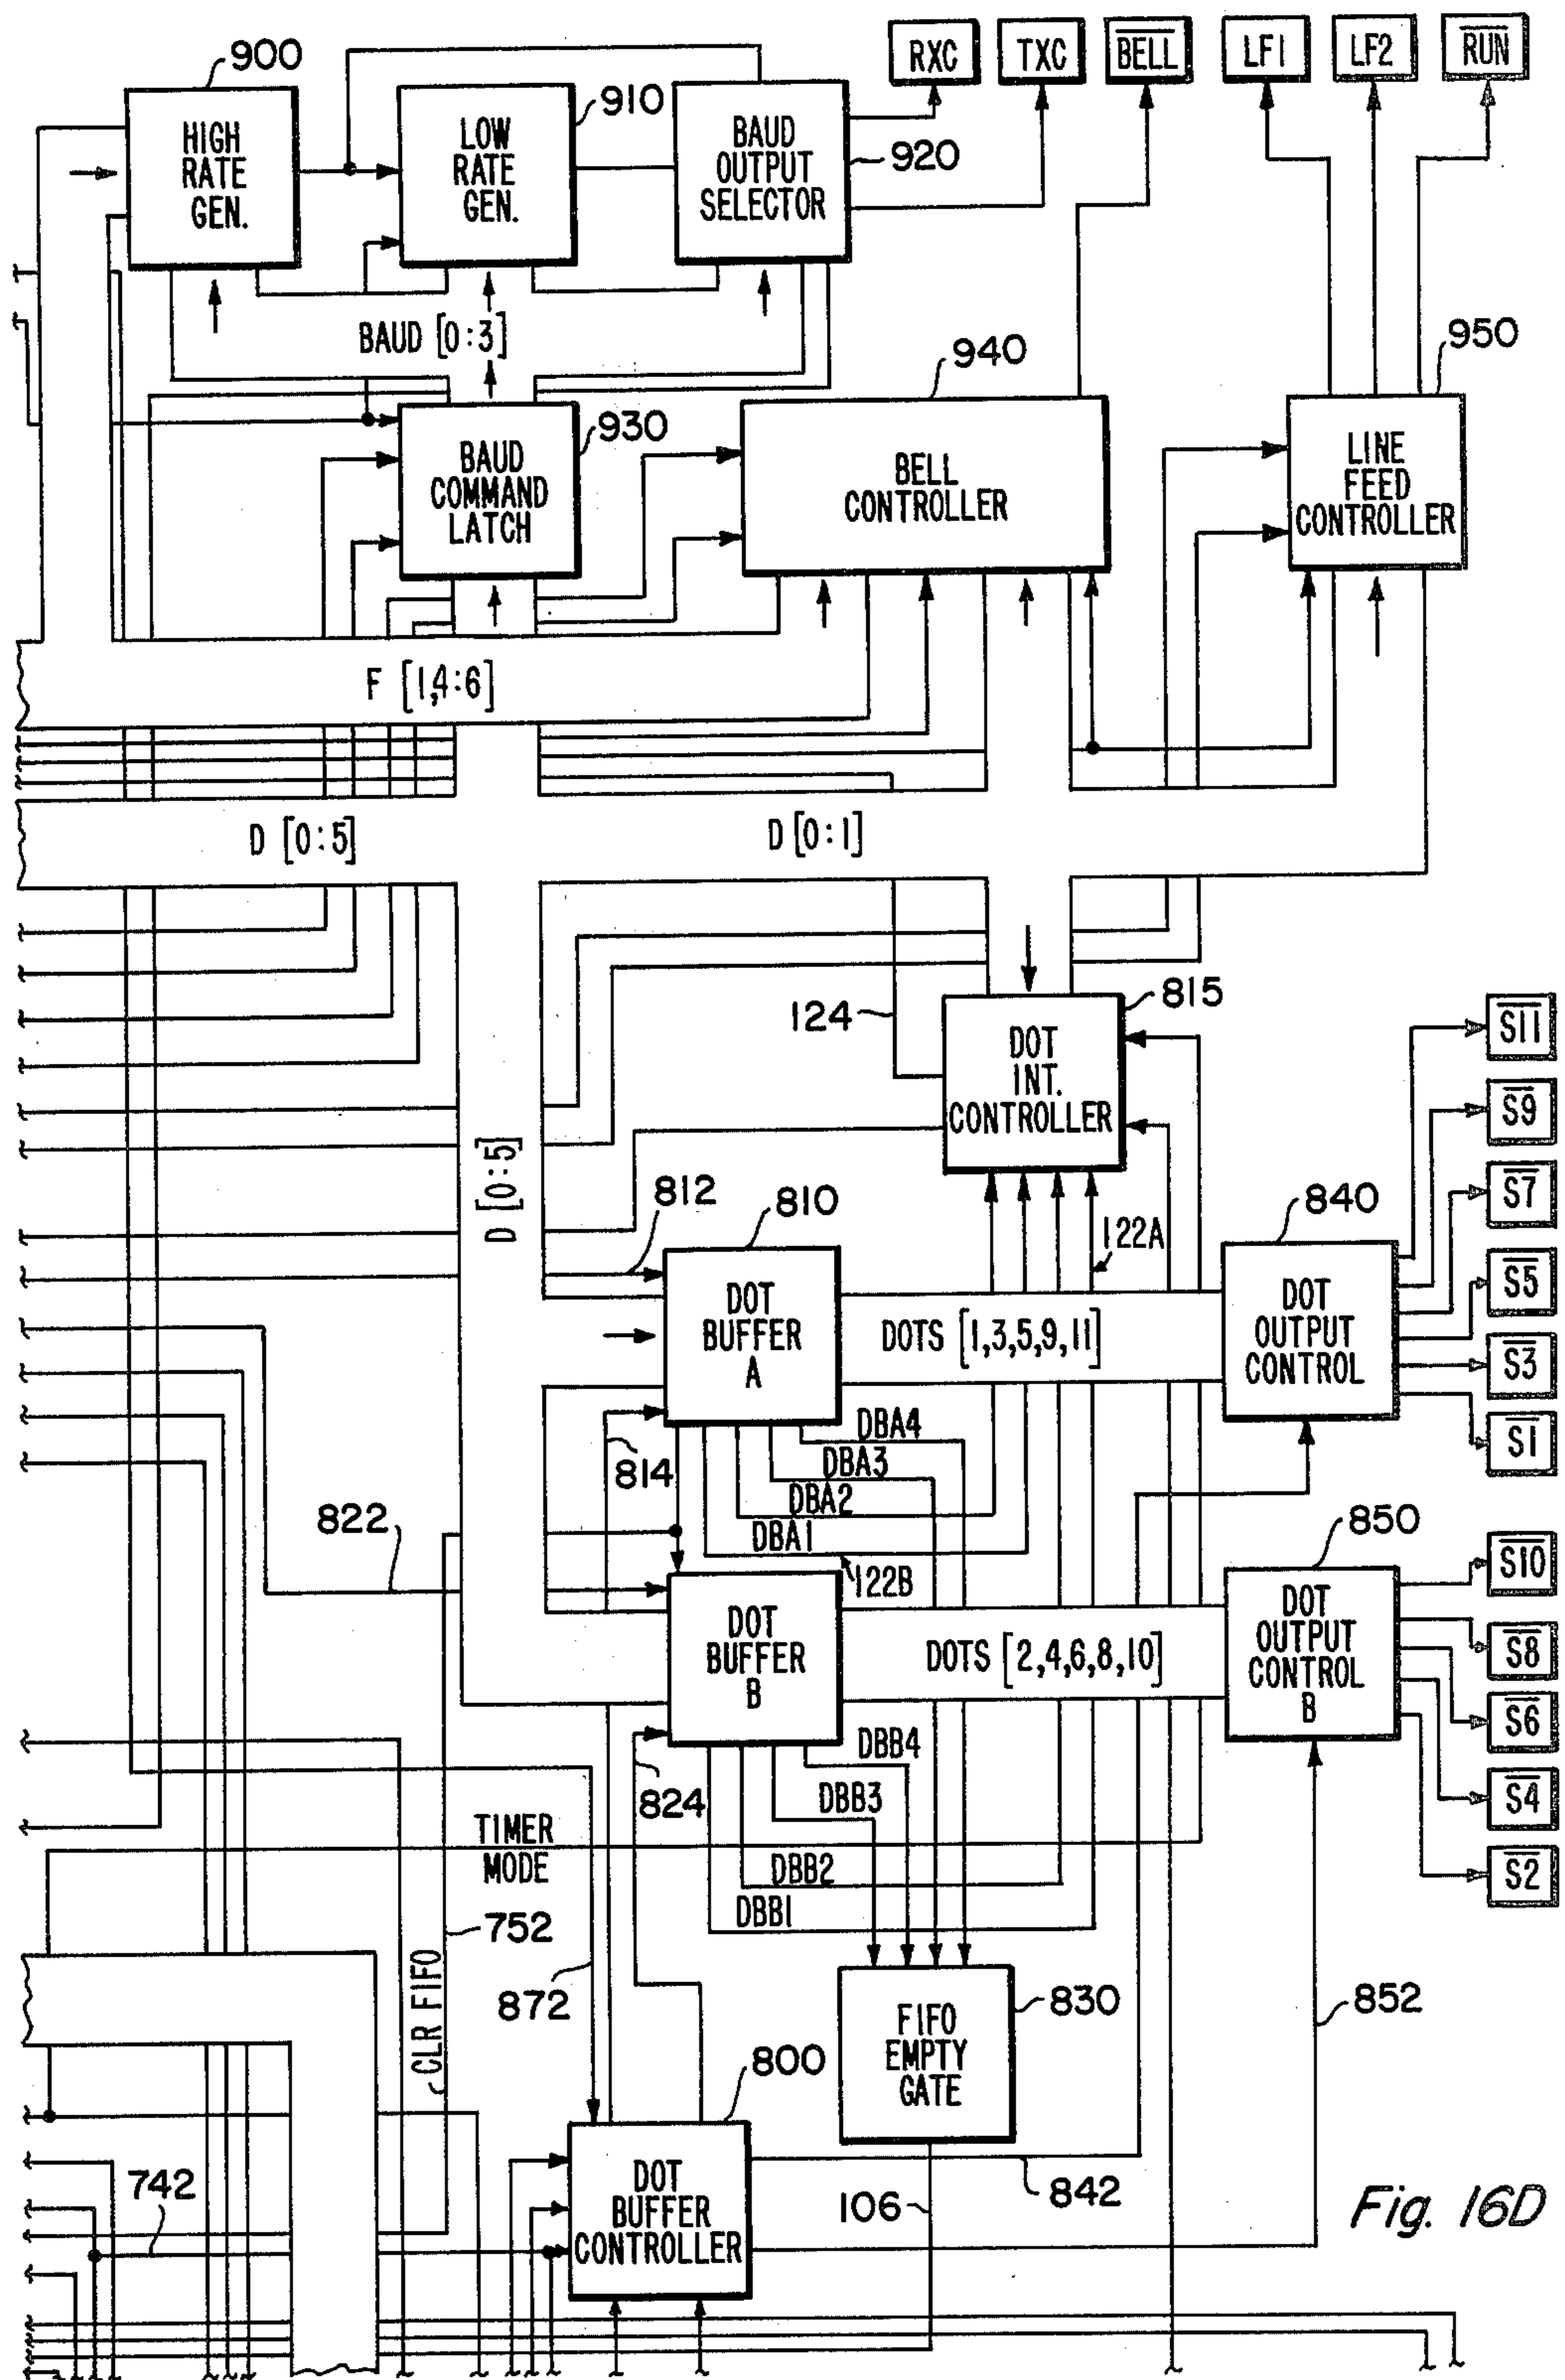 900
RXC
TXC
BELL
LF1
LF2
RUN
HIGH
RATE
GEN.
910
LOW
RATE
GEN.
BAUD
OUTPUT
SELECTOR
920
BAUD [0:3]
940
950
930
BAUD
COMMAND
LATCH
BELL
CONTROLLER
LINE
FEED
CONTROLLER
F [1,4:6]
D [0:5]
D [0:1]
124
815
DOT
INT.
CONTROLLER
S11
S9
S7
S5
S3
S1
D [0:5]
812
810
122A
840
DOT
BUFFER
A
DOTS [1,3,5,9,11]
DOT
OUTPUT
CONTROL
DBA4
DBA3
DBA2
DBA1
814
822
122B
850
DOT
BUFFER
B
DOTS [2,4,6,8,10]
DOT
OUTPUT
CONTROL
B
S10
S8
S6
S4
S2
DBB4
DBB3
DBB2
DBB1
824
TIMER
MODE
752
CLR FIFO
872
830
FIFO
EMPTY
GATE
852
800
DOT
BUFFER
CONTROLLER
742
842
106
Fig. 16D